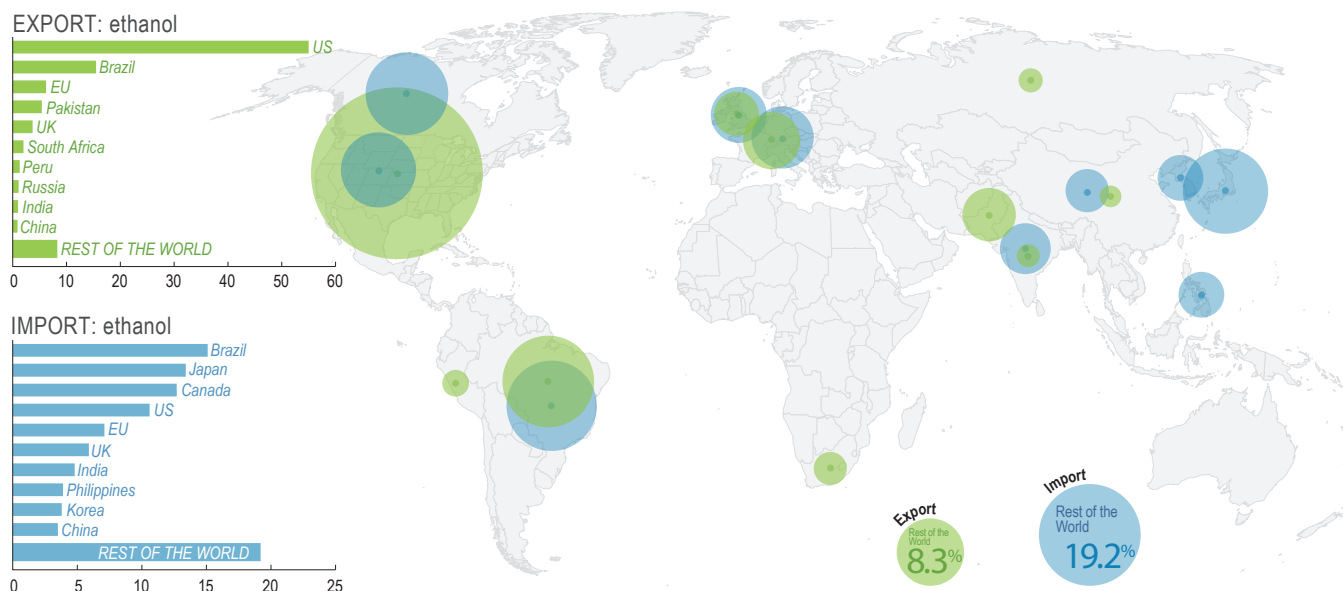 EXPORT: ethanol
US
Brazil
EU
Pakistan
UK
South Africa
Peru
Russia
India
China
REST OF THE WORLD
0 10 20 30 40 50 60
IMPORT: ethanol
Brazil
Japan
Canada
US
EU
UK
India
Philippines
Korea
China
REST OF THE WORLD
0 5 10 15 20 25
Export
Rest of the
World
8.3%
Import
Rest of the
World
19.2%